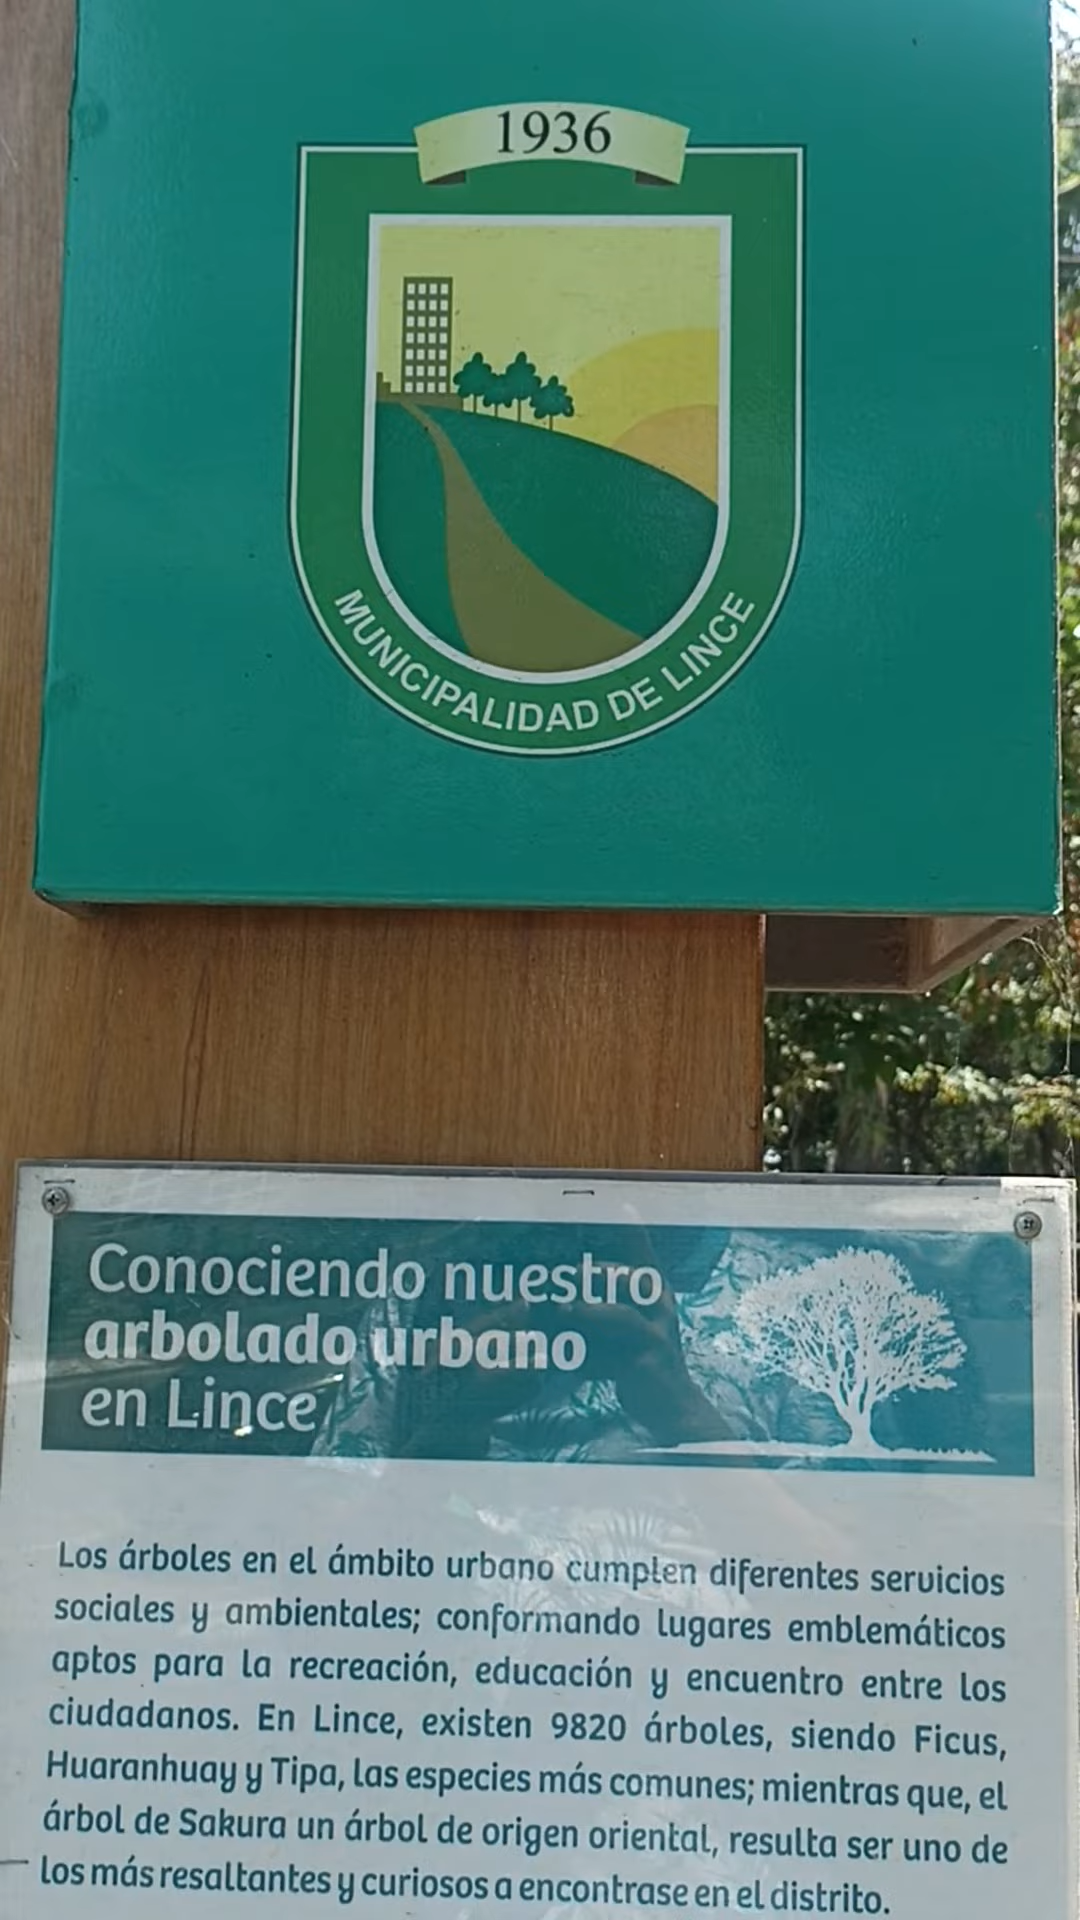 1936
MUNICIPALIDAD DE LINCE
Conociendo nuestro
arbolado urbano
en Lince
Los árboles en el ámbito urbano cumplen diferentes servicios
sociales y ambientales; conformando lugares emblemáticos
aptos para la recreación, educación y encuentro entre los
ciudadanos. En Lince, existen 9820 árboles, siendo Ficus,
Huaranhuay y Tipa, las especies más comunes; mientras que, el
árbol de Sakura un árbol de origen oriental, resulta ser uno de
los más resaltantes y curiosos a encontrase en el distrito.